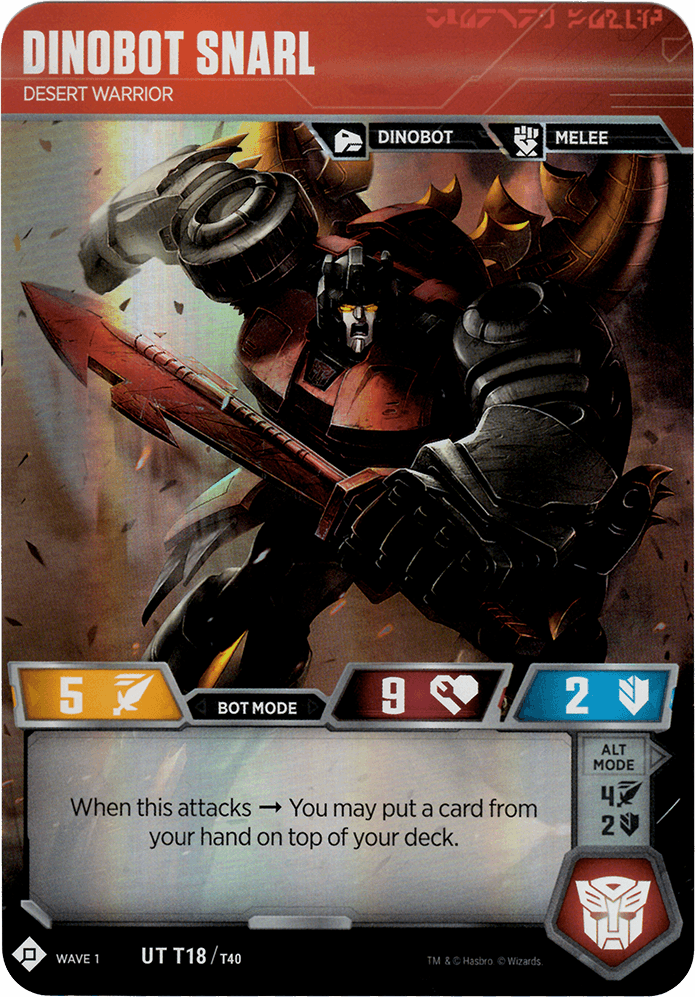 DINOBOT SNARL
DESERT WARRIOR
DINOBOT
MELEE
5
BOT MODE
9
2
When this attacks → You may put a card from
your hand on top of your deck.
ALT
MODE
4
2
WAVE 1
UT T18 / T40
TM & © Hasbro © Wizards.